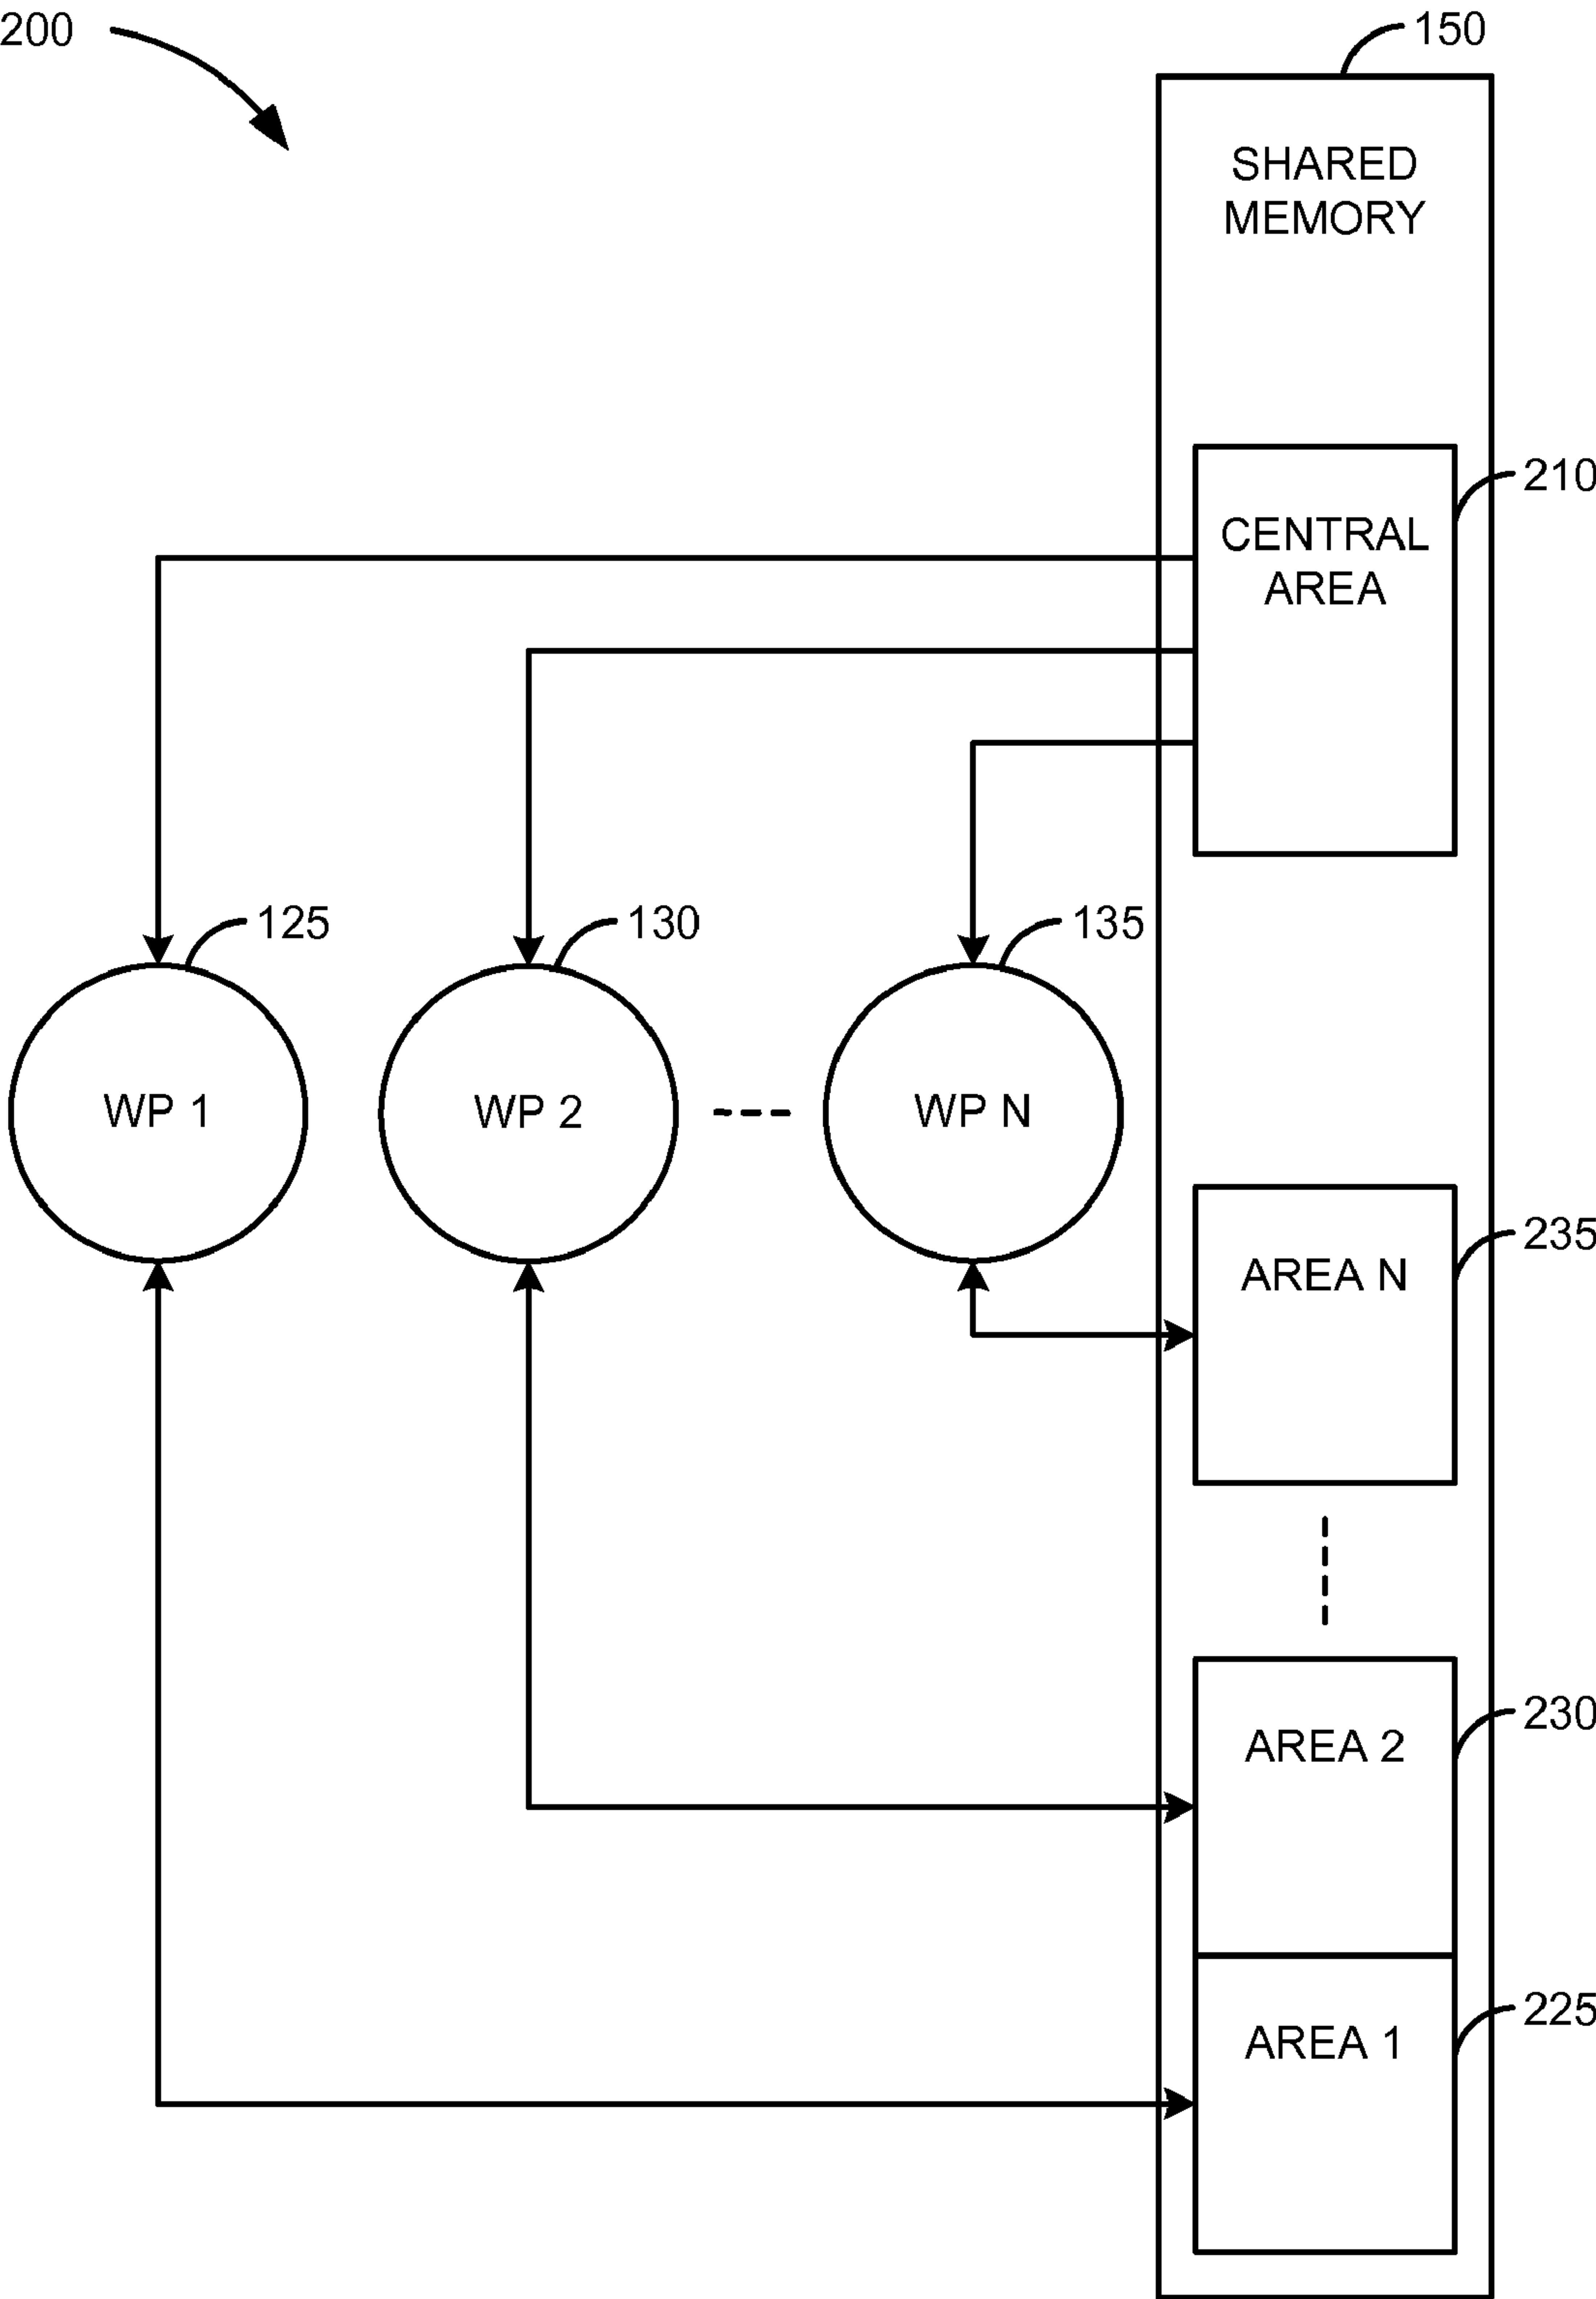 200
150
SHARED
MEMORY
210
CENTRAL
AREA
125
130
135
WP 1
WP 2
WP N
235
AREA N
230
AREA 2
225
AREA 1